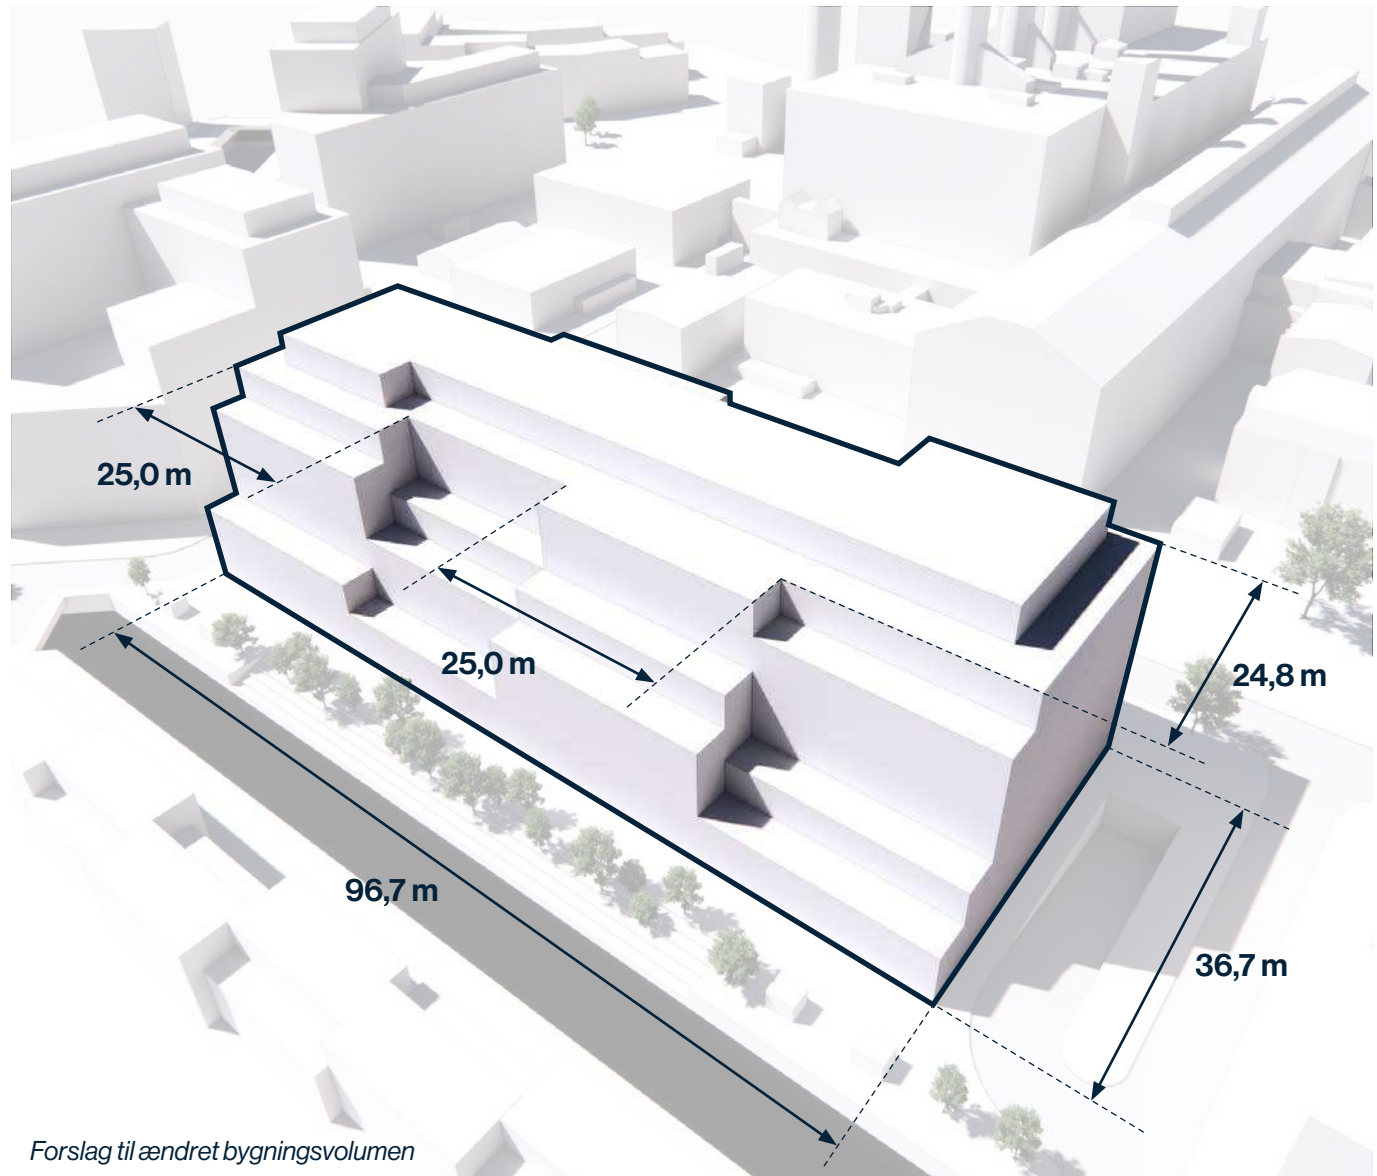 25,0 m
24,8 m
25,0 m
96,7 m
36,7 m
Forslag til ændret bygningsvolumen